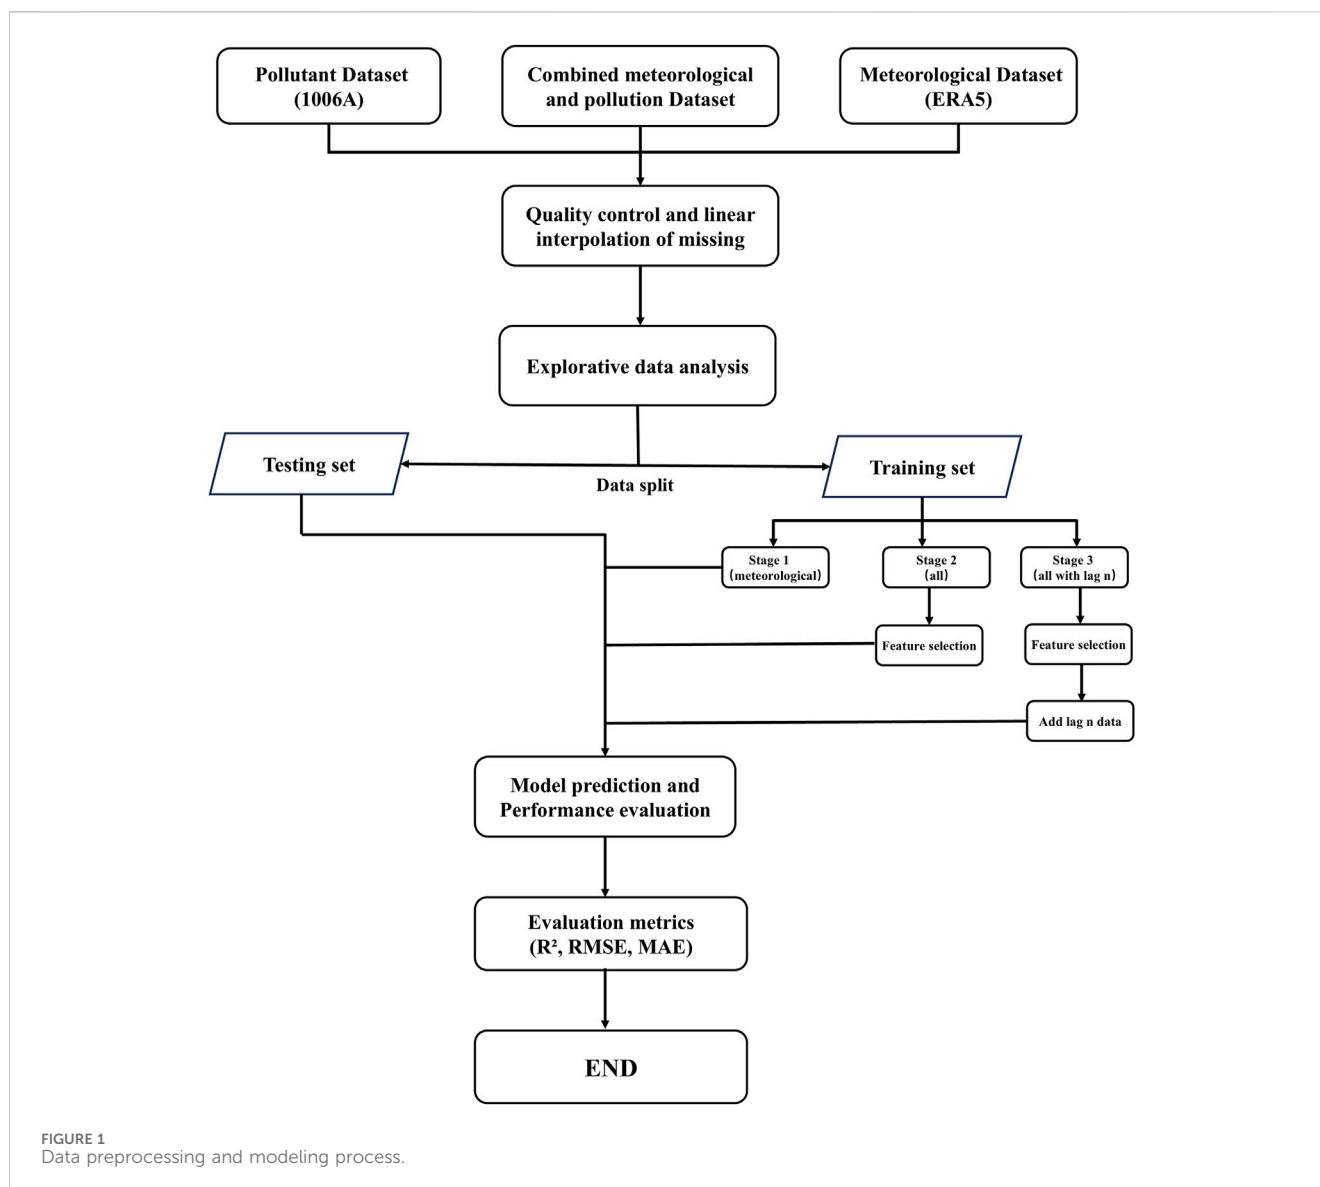 Pollutant Dataset
(1006A)
Combined meteorological
and pollution Dataset
Meteorological Dataset
(ERA5)
Quality control and linear
interpolation of missing
Explorative data analysis
Testing set
Data split
Training set
Stage 1
(meteorological)
Stage 2
(all)
Stage 3
(all with lag n)
Feature selection
Feature selection
Add lag n data
Model prediction and
Performance evaluation
Evaluation metrics
(R², RMSE, MAE)
END
FIGURE 1
Data preprocessing and modeling process.